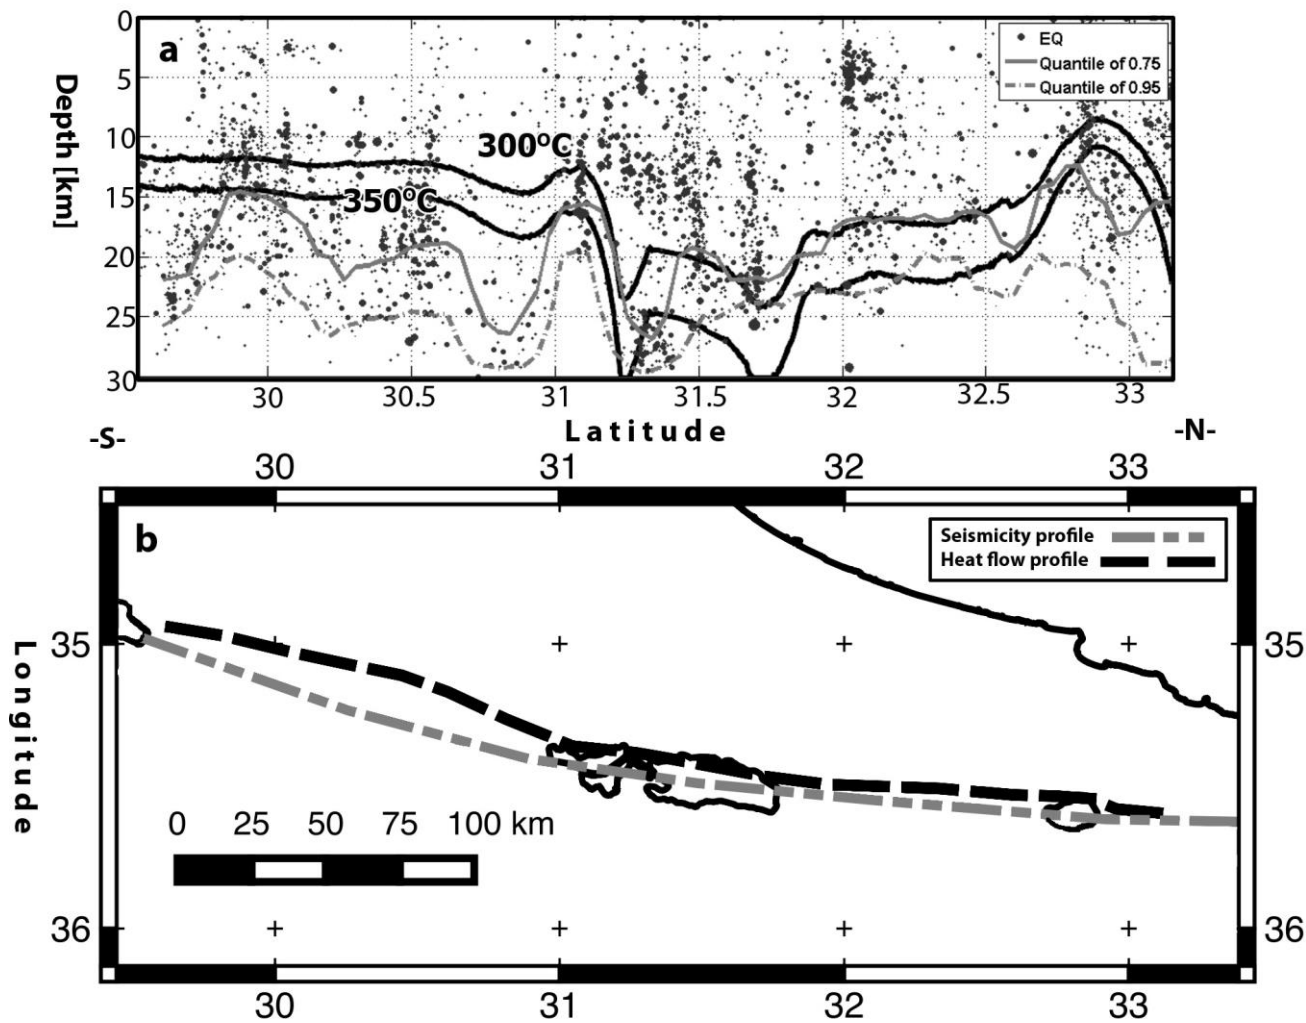 0
5
10
15
20
25
30
Depth [km]
a
EQ
Quantile of 0.75
Quantile of 0.95
300°C
350°C
30 30.5 31 31.5 32 32.5 33
-S- Latitude -N-
30 31 32 33
b
Seismicity profile
Heat flow profile
Longitude
35 35
0 25 50 75 100 km
36 36
30 31 32 33